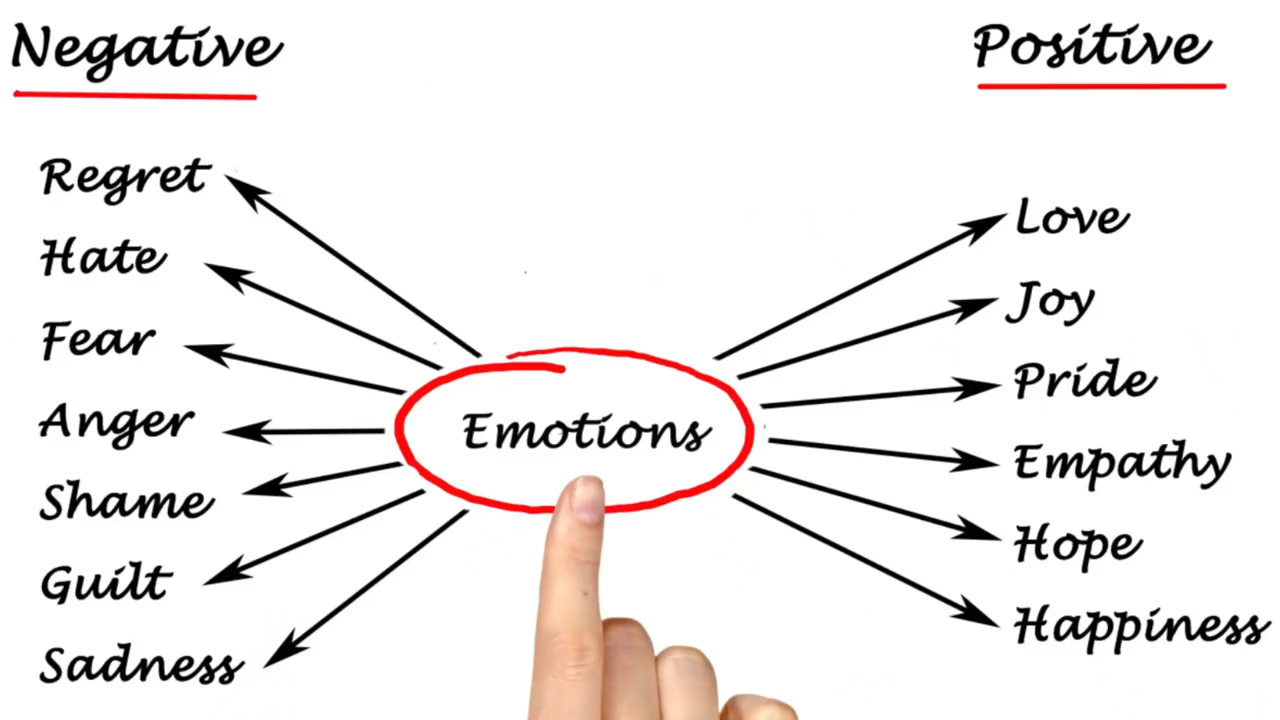 Negative
Positive
Regret
Hate
Fear
Anger
Shame
Guilt
Sadness
Emotions
Love
Joy
Pride
Empathy
Hope
Happiness